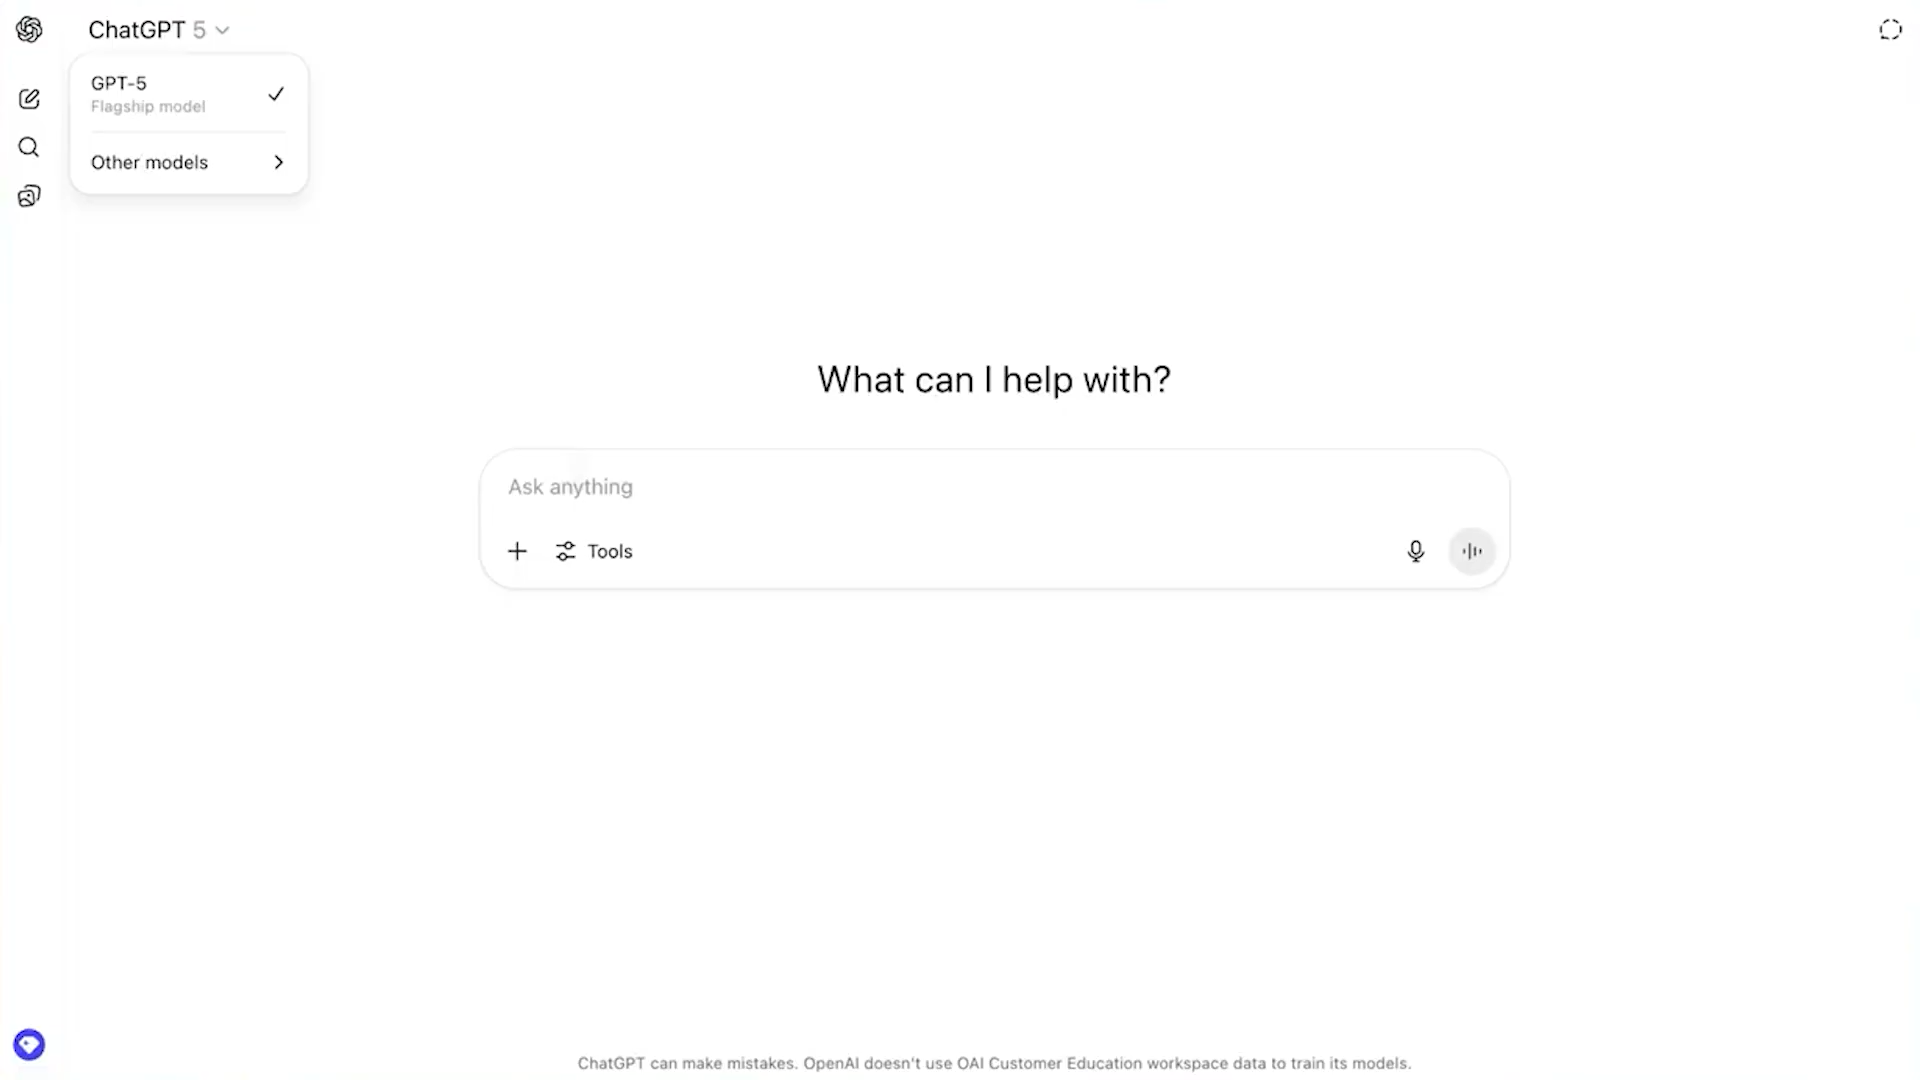 ChatGPT 5
GPT-5
Flagship model
Other models
What can I help with?
Ask anything
Tools
ChatGPT can make mistakes. OpenAI doesn't use OAI Customer Education workspace data to train its models.